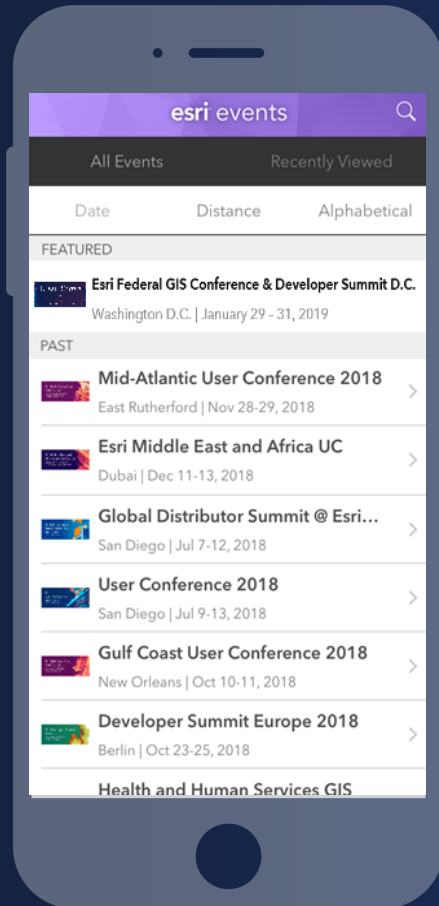 esri events
All Events
Recently Viewed
Date
Distance
Alphabetical
FEATURED
Esri Federal GIS Conference & Developer Summit D.C.
Washington D.C. | January 29 - 31, 2019
PAST
Mid-Atlantic User Conference 2018
East Rutherford | Nov 28-29, 2018
Esri Middle East and Africa UC
Dubai | Dec 11-13, 2018
Global Distributor Summit @ Esri...
San Diego | Jul 7-12, 2018
User Conference 2018
San Diego | Jul 9-13, 2018
Gulf Coast User Conference 2018
New Orleans | Oct 10-11, 2018
Developer Summit Europe 2018
Berlin | Oct 23-25, 2018
Health and Human Services GIS